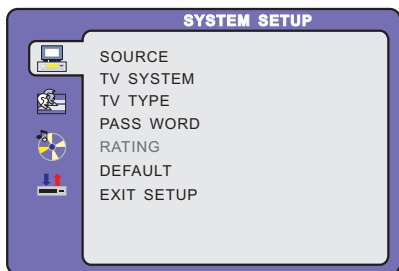 SYSTEM SETUP
SOURCE
TV SYSTEM
TV TYPE
PASS WORD
RATING
DEFAULT
EXIT SETUP